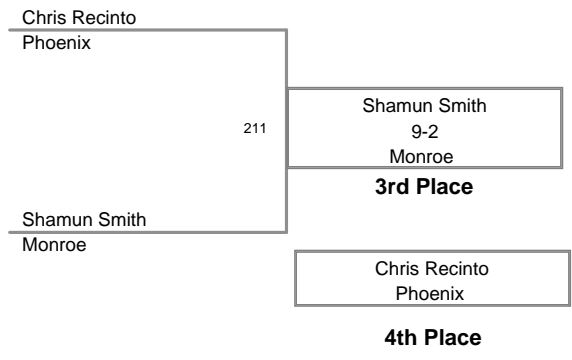 Chris Recinto
Phoenix
211
Shamun Smith
9-2
Monroe
3rd Place
Shamun Smith
Monroe
Chris Recinto
Phoenix
4th Place